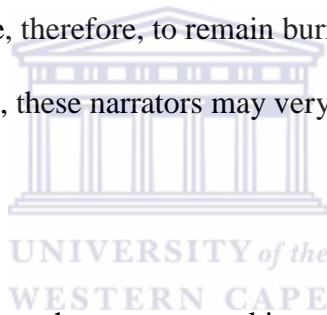 , therefore, to remain buri
, these narrators may very
UNIVERSITY of the
WESTERN CAPE